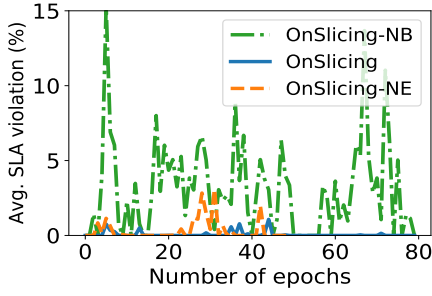 15
10
5
0
Avg. SLA violation (%)
OnSlicing-NB
OnSlicing
OnSlicing-NE
0 20 40 60 80
Number of epochs